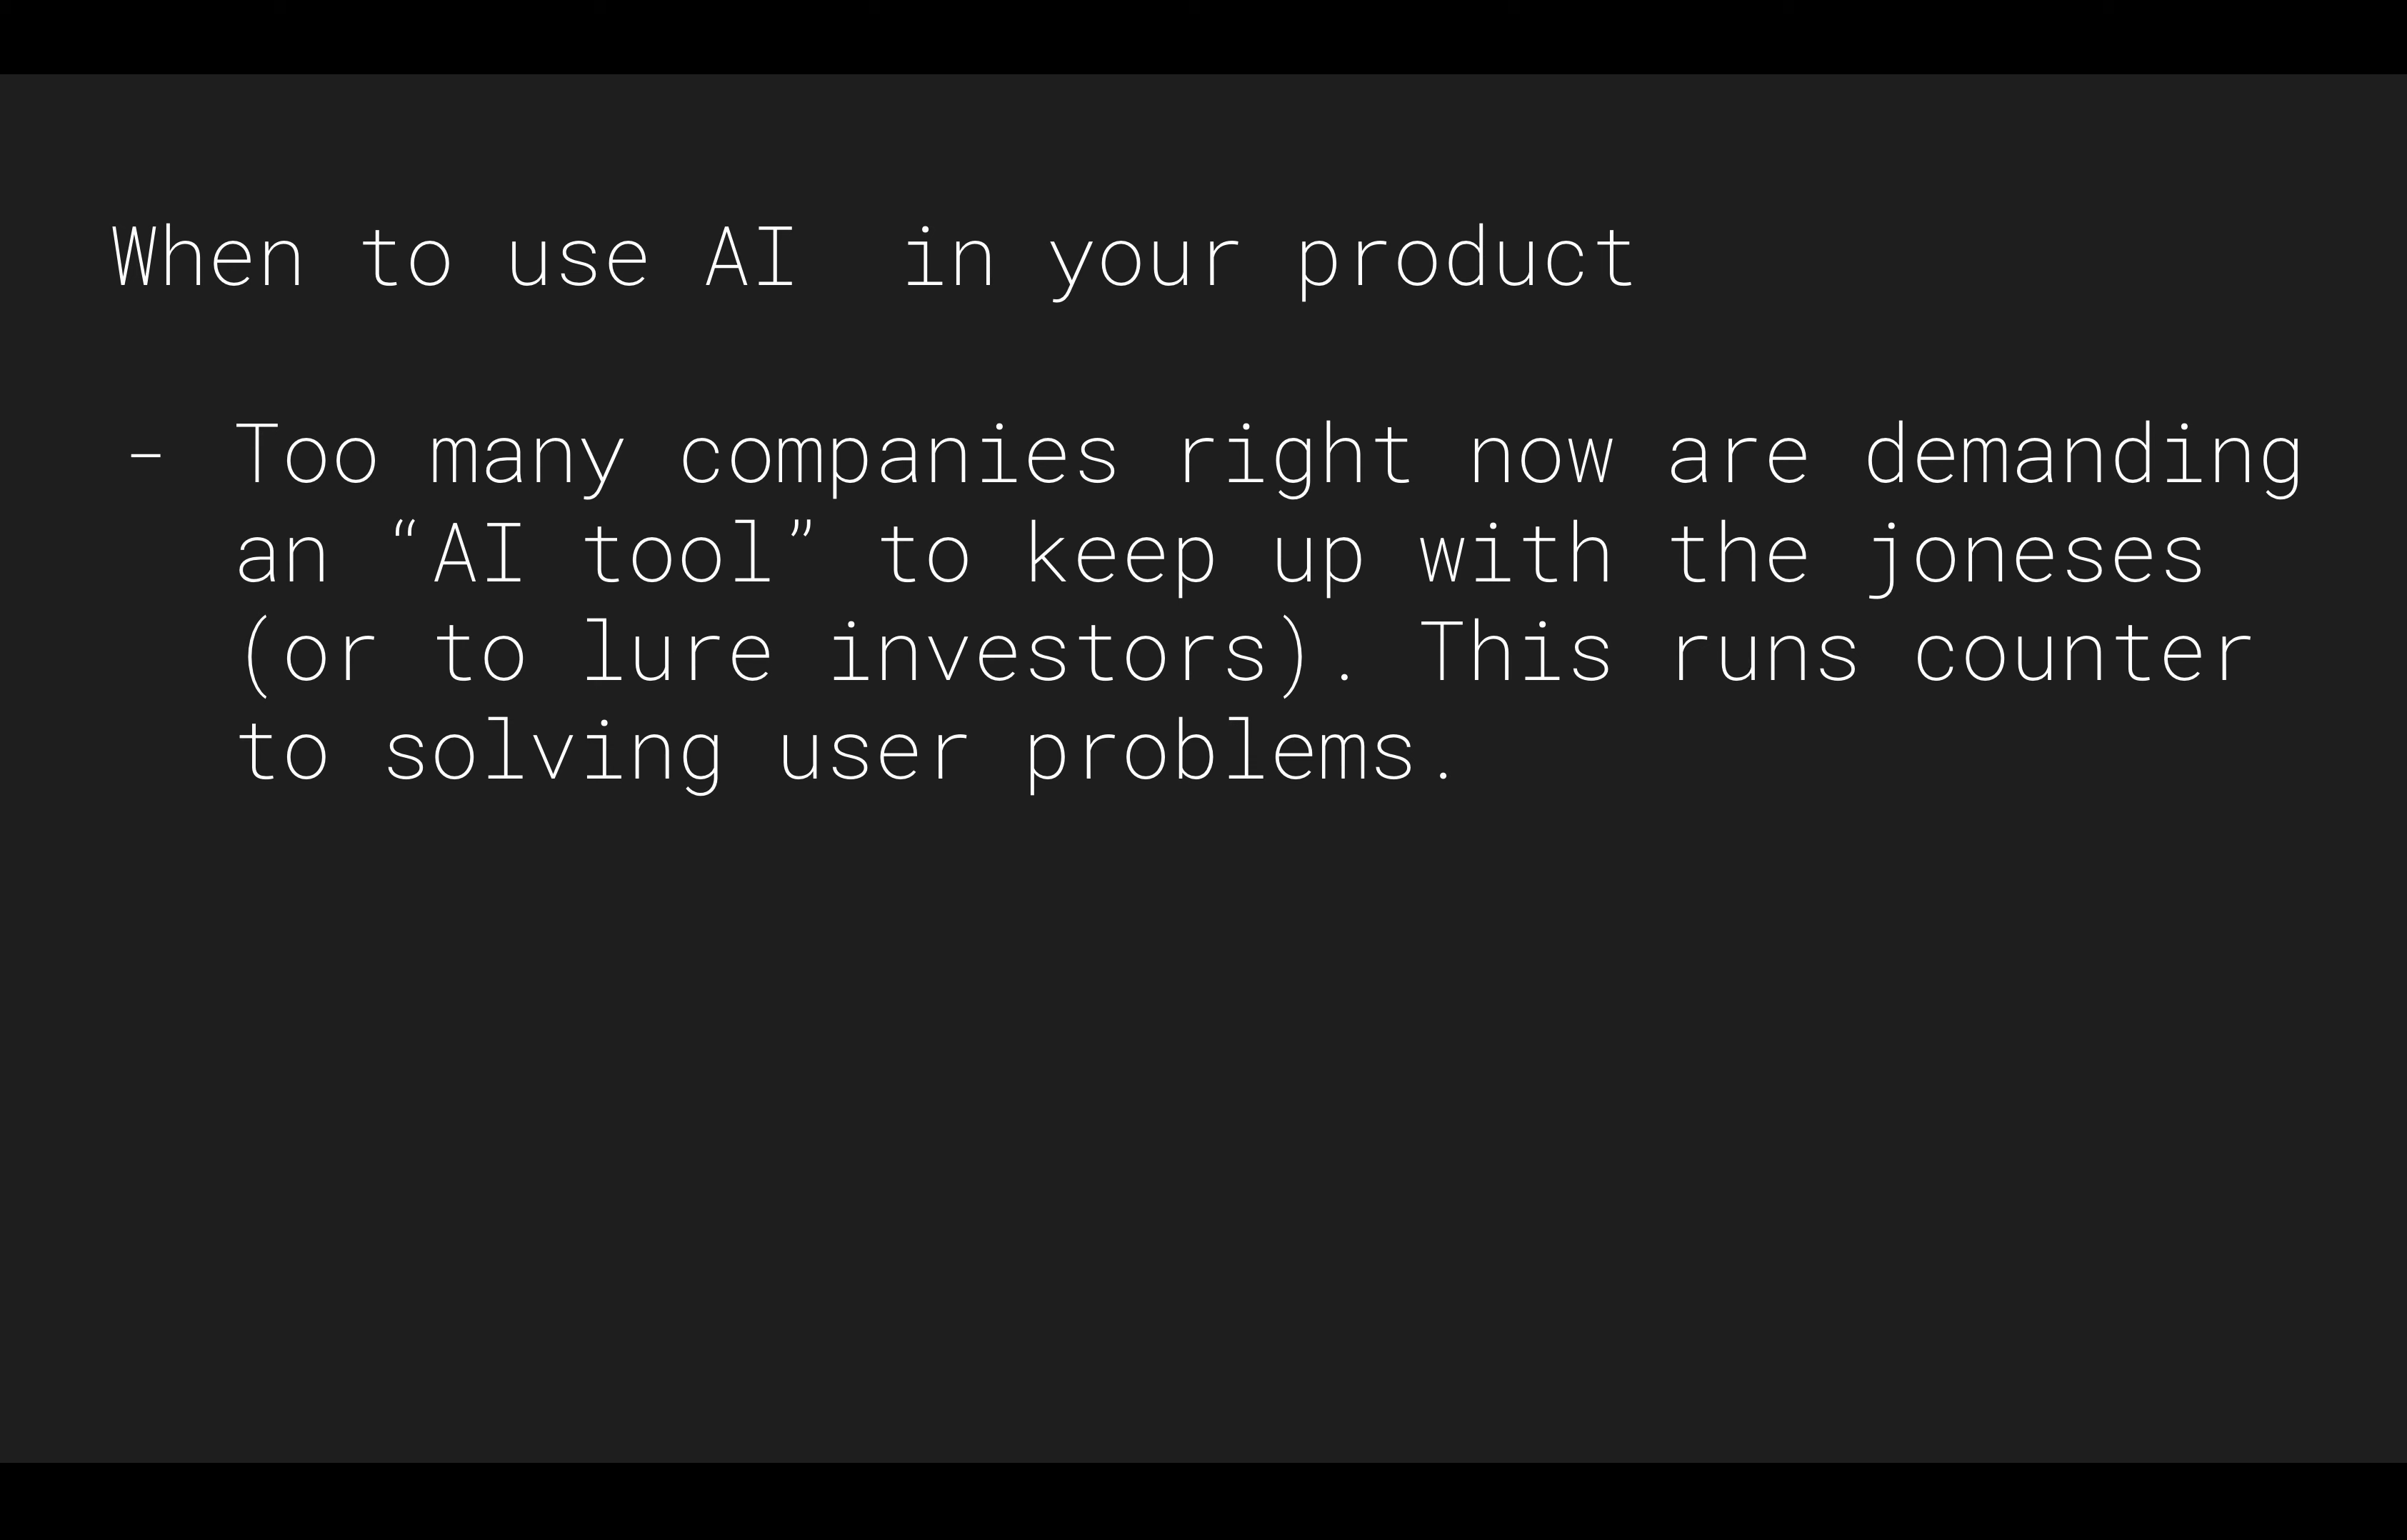 When to use AI  in your product
- Too many companies right now are demanding
an “AI tool” to keep up with the joneses
(or to lure investors). This runs counter
to solving user problems.